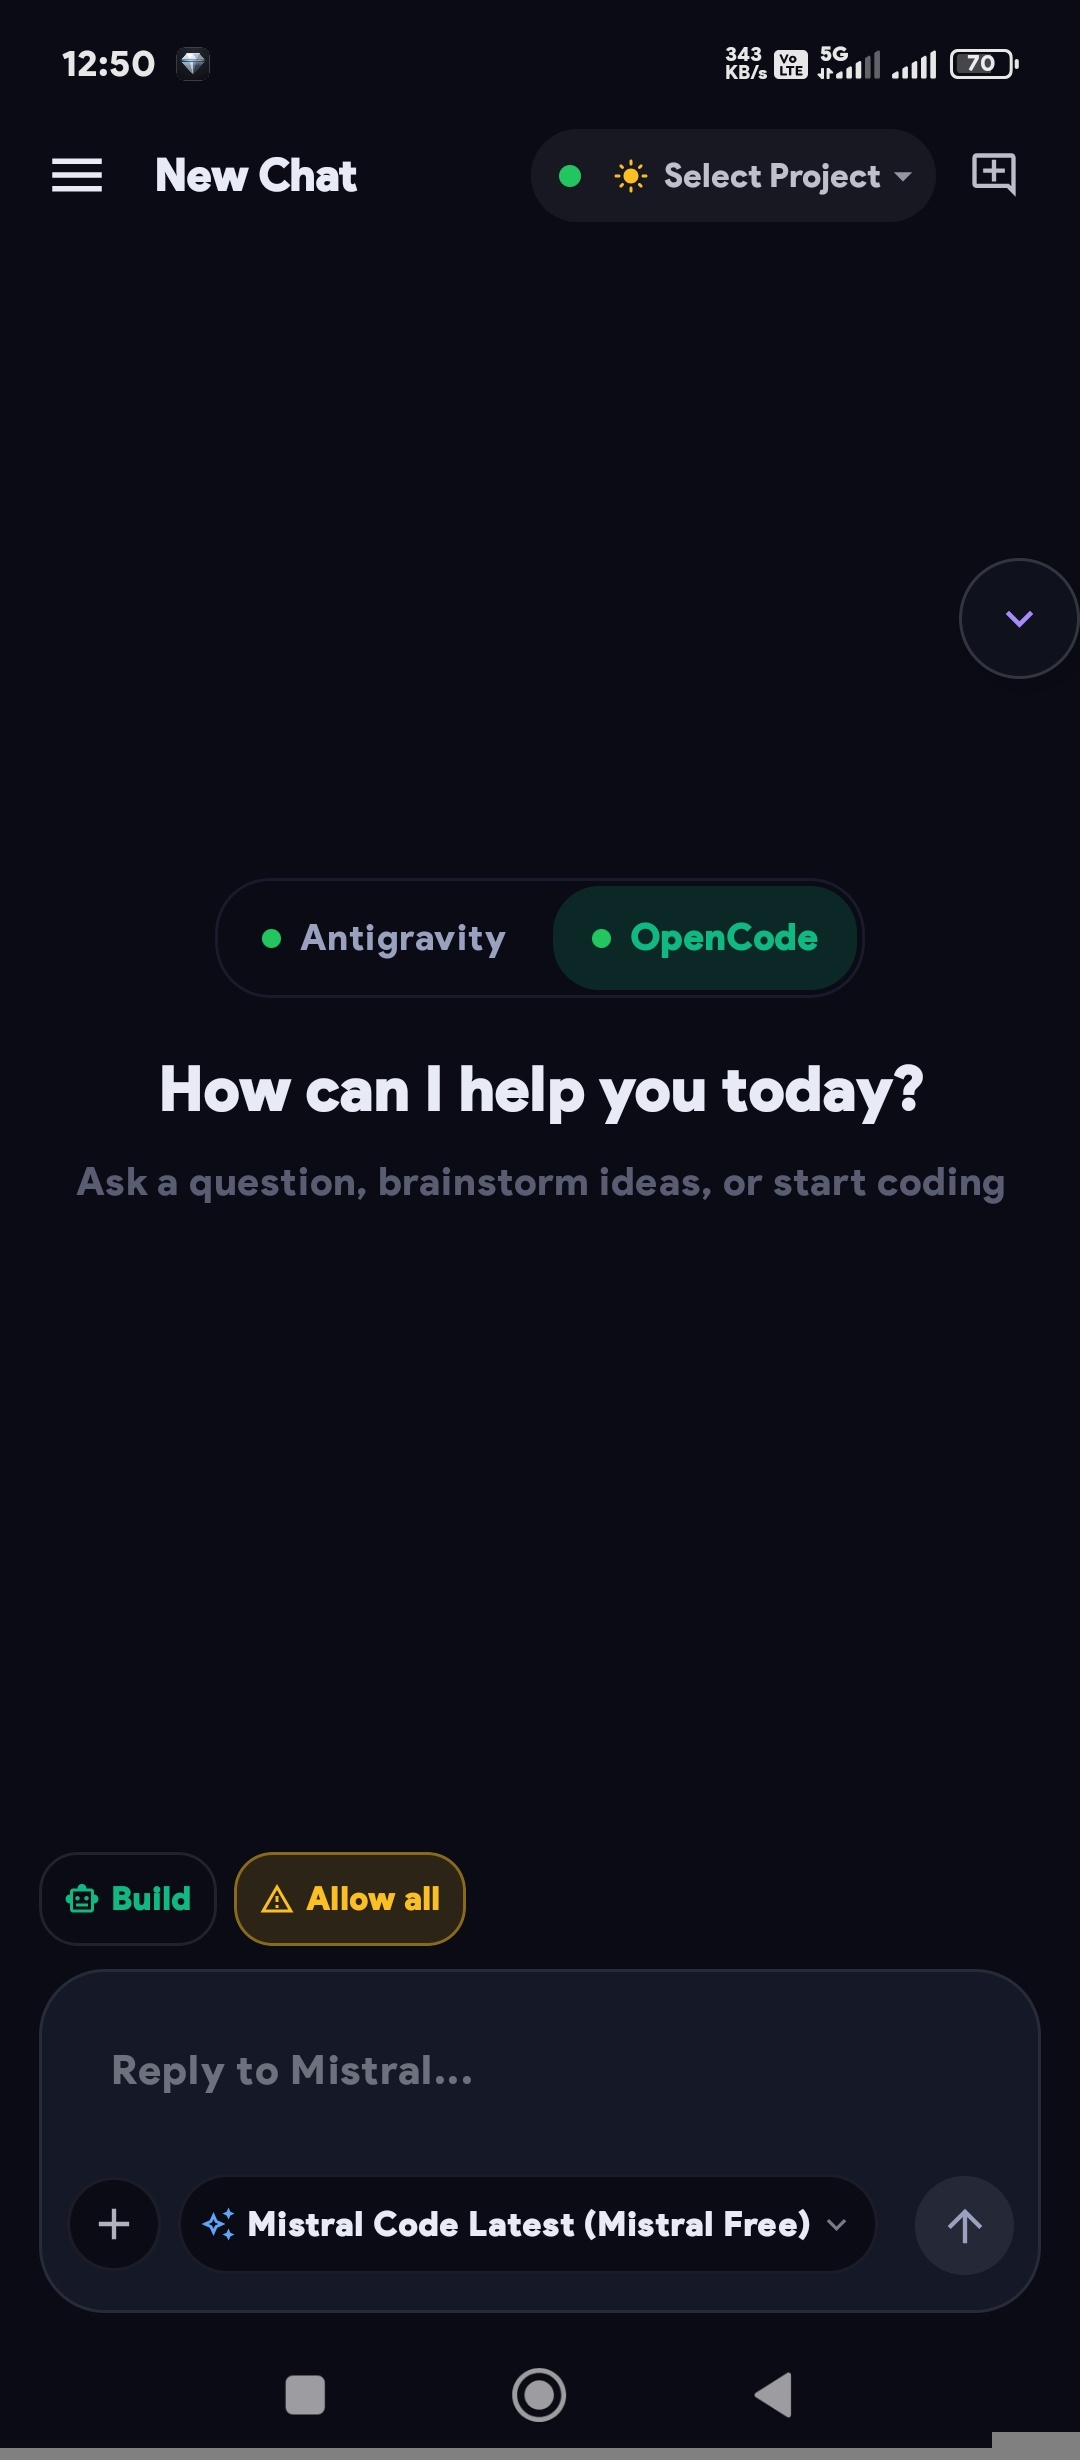 12:50
343 KB/s
Vo LTE
5G
70
New Chat
Select Project
Antigravity
OpenCode
How can I help you today?
Ask a question, brainstorm ideas, or start coding
Build
Allow all
Reply to Mistral...
Mistral Code Latest (Mistral Free)